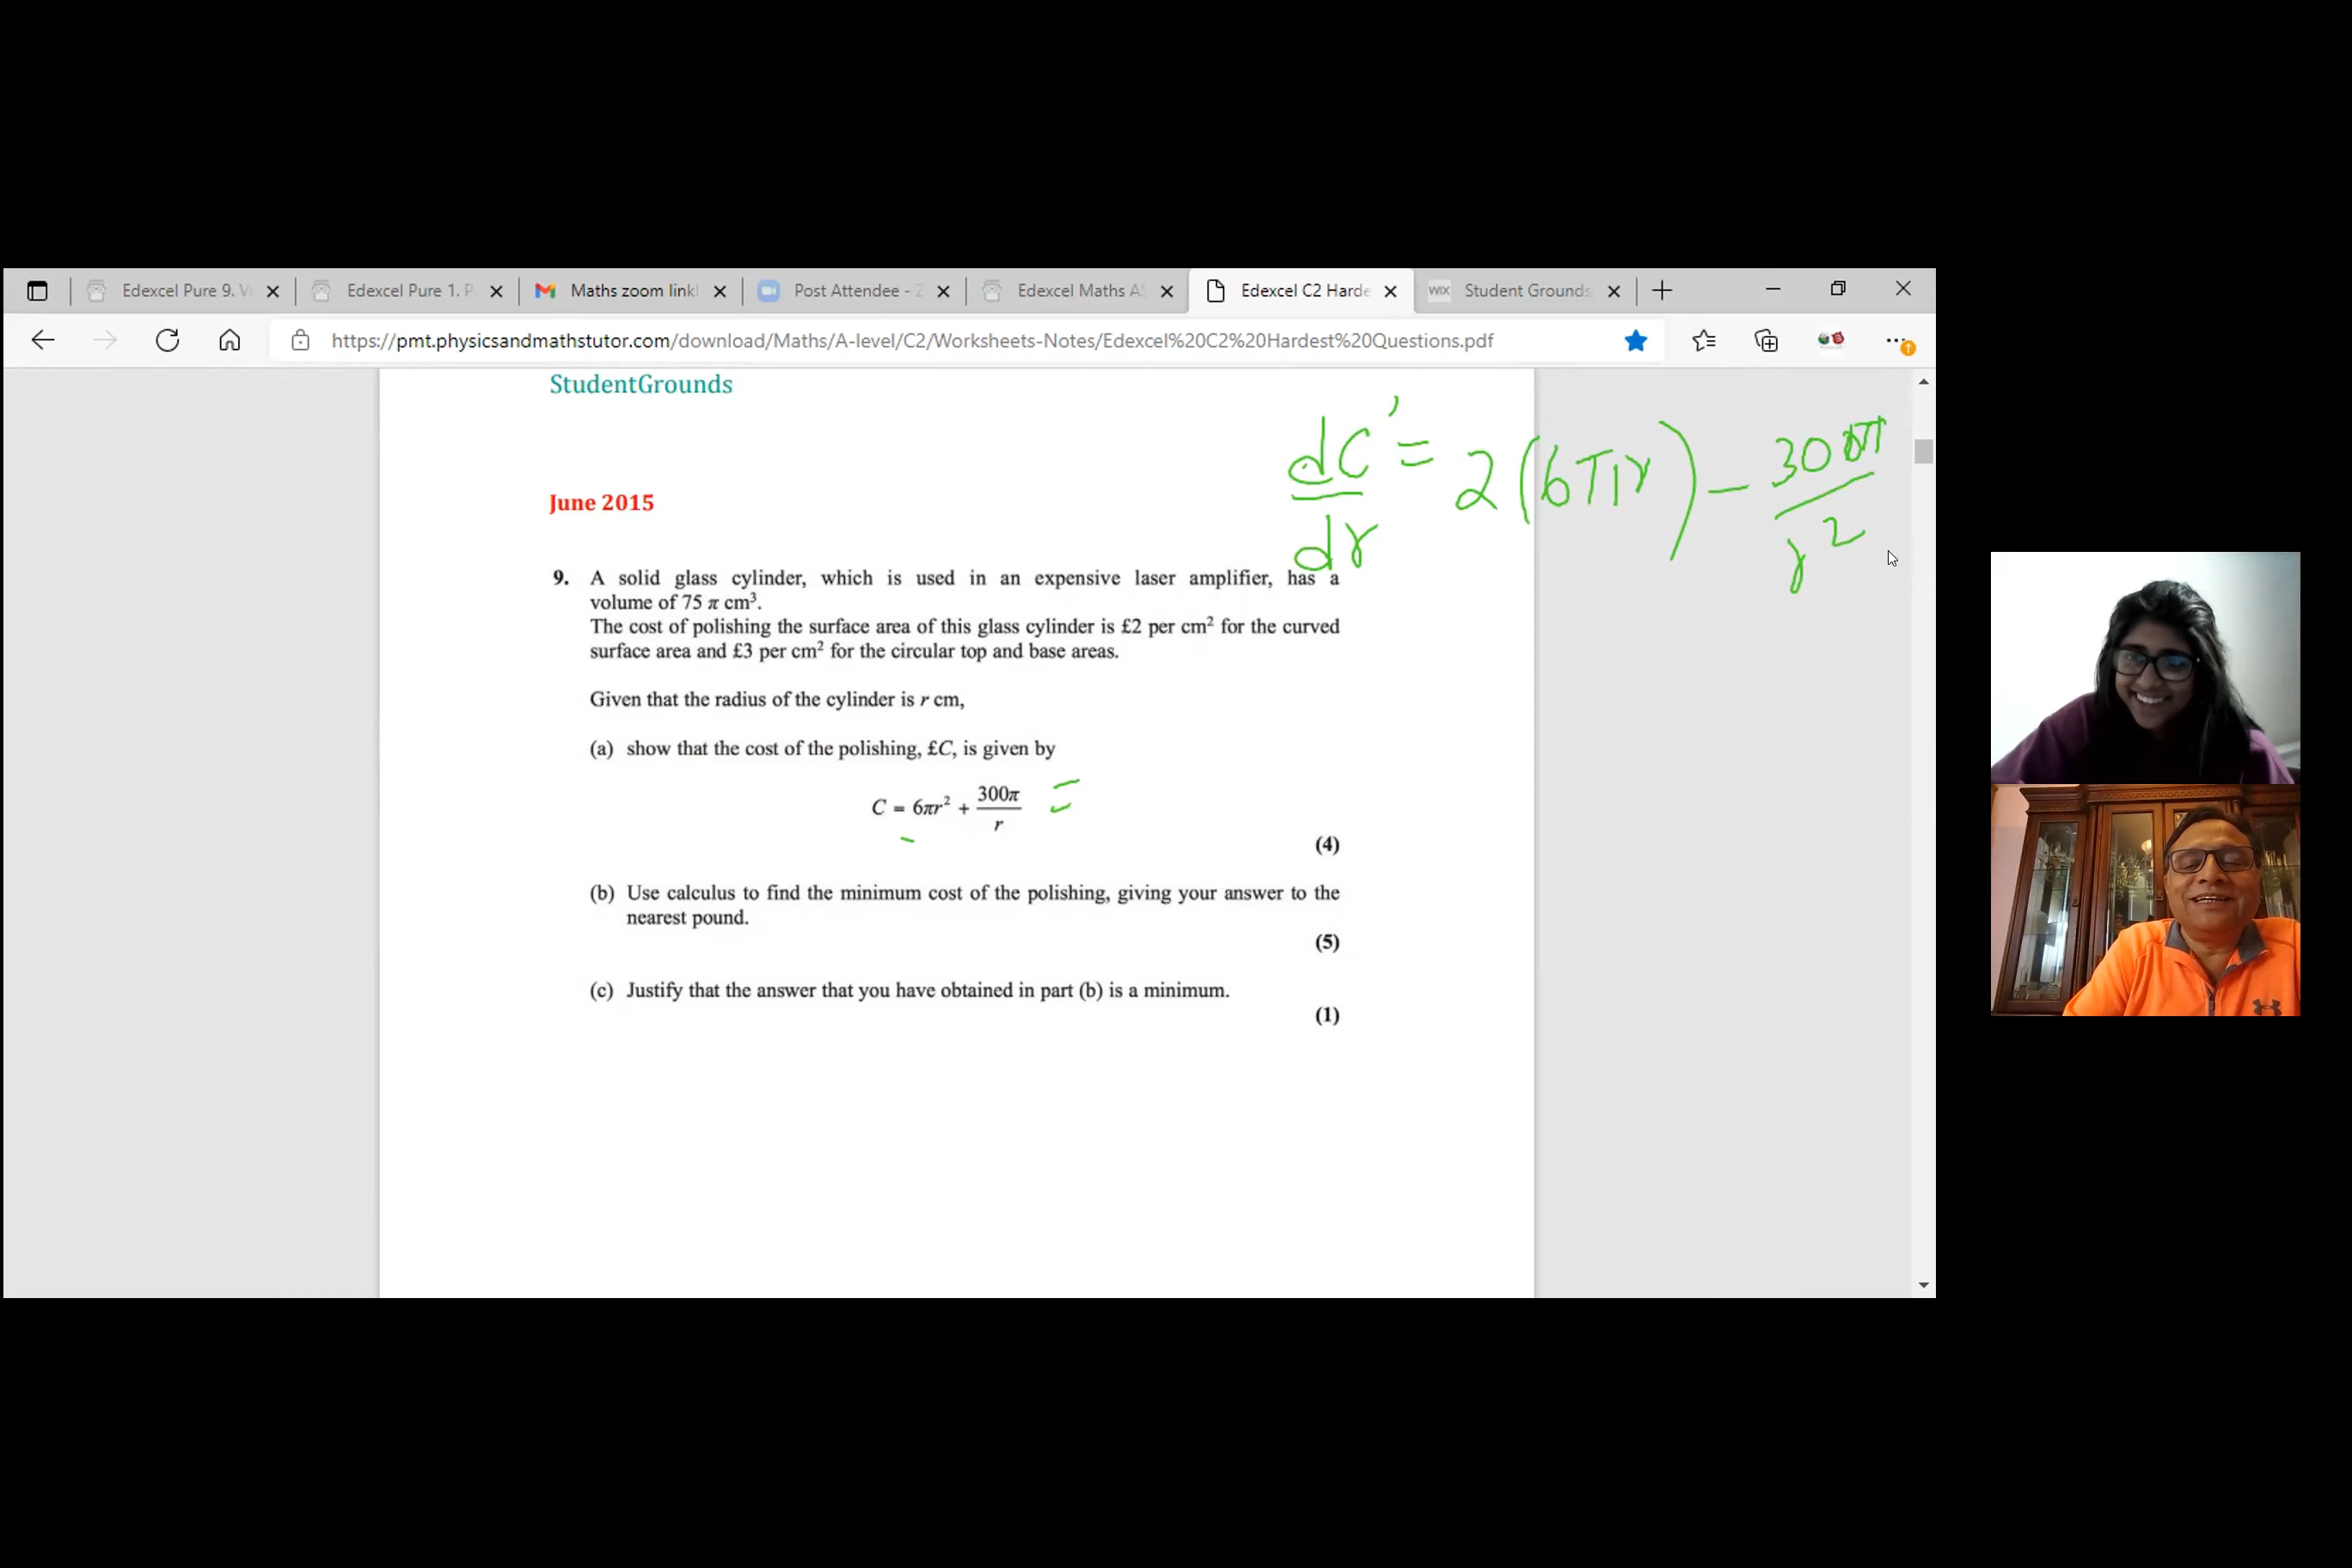 Edexcel Pure 9. V
Edexcel Pure 1. P
Maths zoom link
Post Attendee - Z
Edexcel Maths A
Edexcel C2 Harde
WIX Student Grounds
https://pmt.physicsandmathstutor.com/download/Maths/A-level/C2/Worksheets-Notes/Edexcel%20C2%20Hardest%20Questions.pdf
StudentGrounds
dC' / dr = 2(6πr) − 300π / r²
June 2015
9. A solid glass cylinder, which is used in an expensive laser amplifier, has a
volume of 75 π cm³.
The cost of polishing the surface area of this glass cylinder is £2 per cm² for the curved
surface area and £3 per cm² for the circular top and base areas.
Given that the radius of the cylinder is r cm,
(a) show that the cost of the polishing, £C, is given by
C = 6πr² + 300π / r =
(4)
(b) Use calculus to find the minimum cost of the polishing, giving your answer to the
nearest pound.
(5)
(c) Justify that the answer that you have obtained in part (b) is a minimum.
(1)